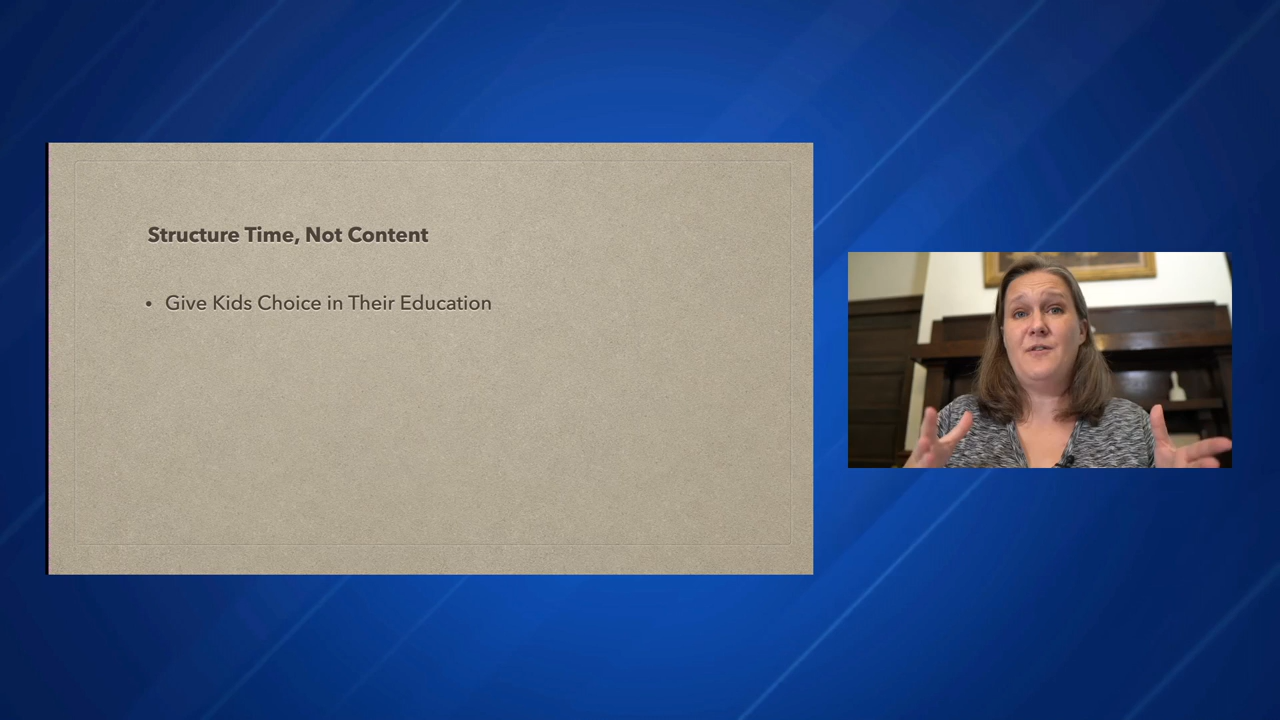 Structure Time, Not Content
• Give Kids Choice in Their Education